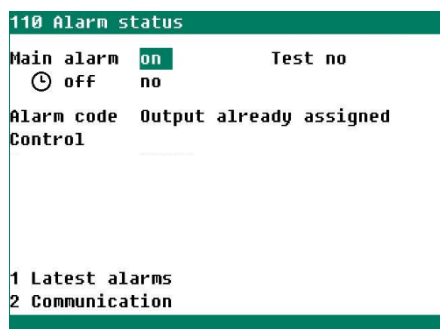 110 Alarm status
Main alarm on Test no
off no
Alarm code Output already assigned
Control
1 Latest alarms
2 Communication